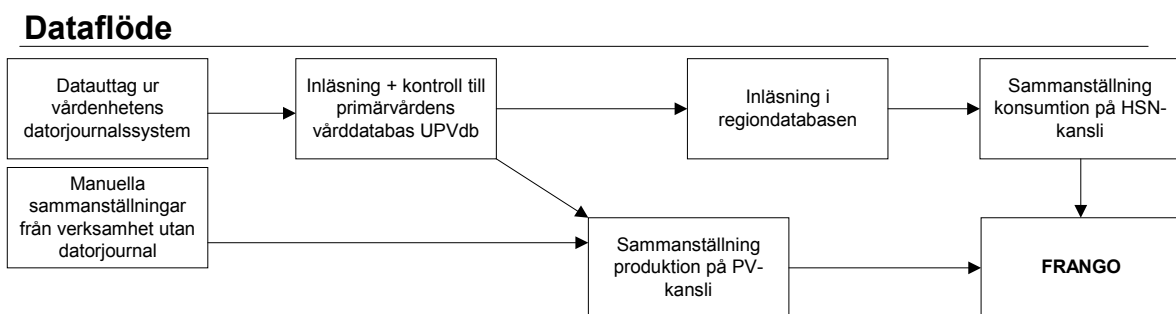 Dataflöde
Datauttag ur
vårdenhetens
datorjournalssystem
Inläsning + kontroll till
primärvårdens
vårddatabas UPVdb
Inläsning i
regiondatabasen
Sammanställning
konsumtion på HSN-
kansli
Manuella
sammanställningar
från verksamhet utan
datorjournal
Sammanställning
produktion på PV-
kansli
FRANGO